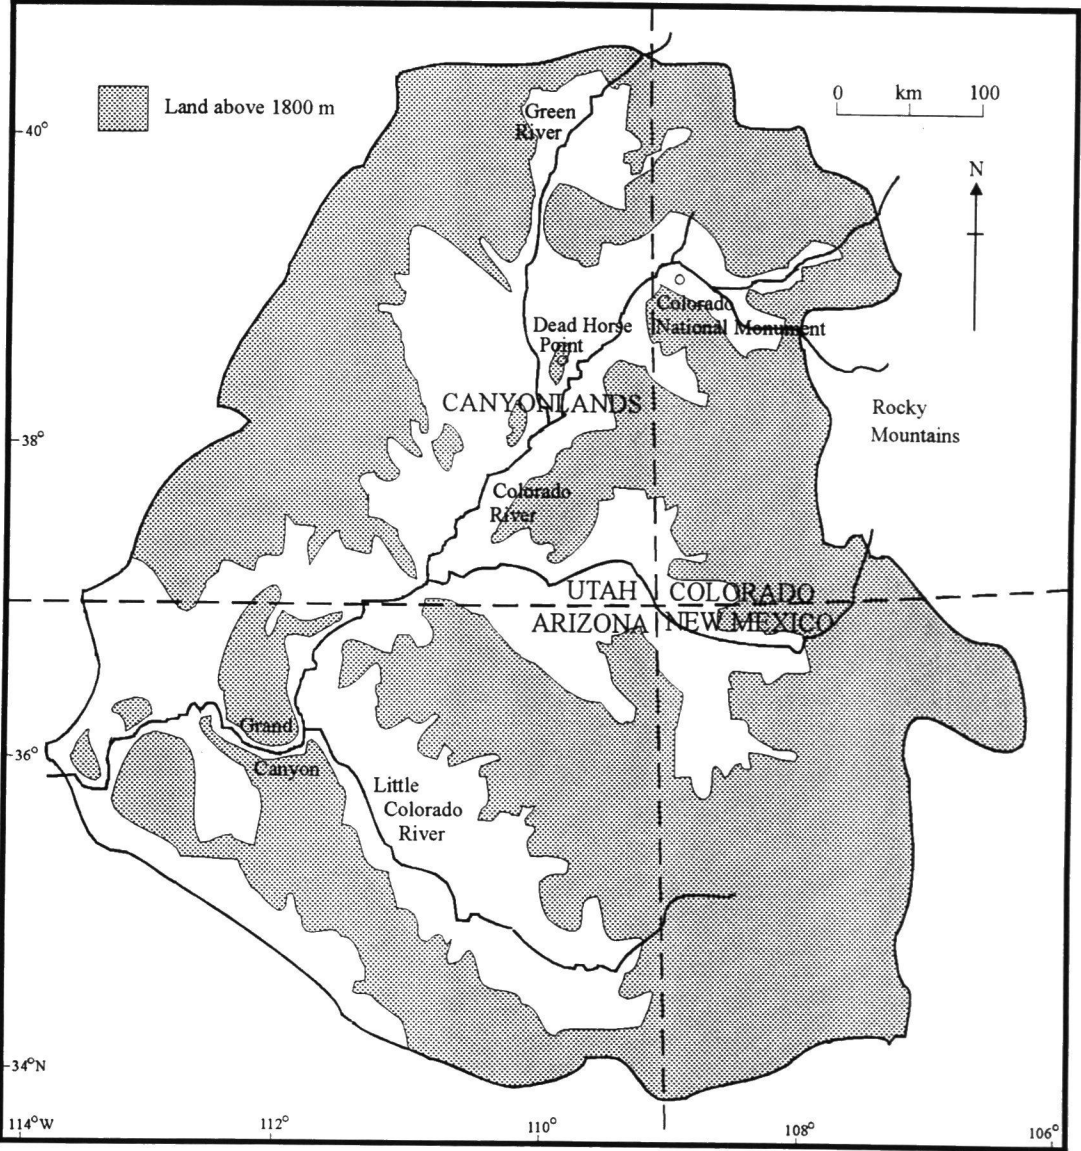 Land above 1800 m
0 km 100
N
40°
Green
River
Colorado
National Monument
Dead Horse
Point
CANYONLANDS
Rocky
Mountains
38°
Colorado
River
UTAH COLORADO
ARIZONA NEW MEXICO
Grand
Canyon
36°
Little
Colorado
River
34°N
114°W 112° 110° 108° 106°